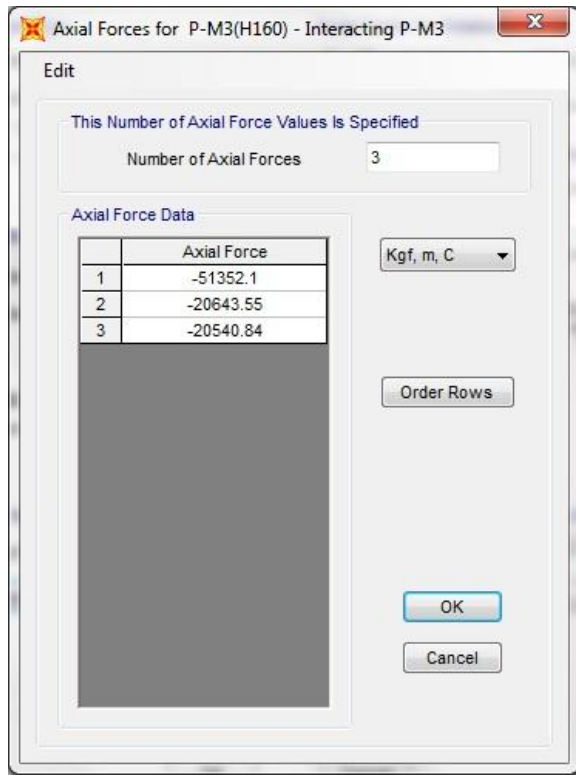 Axial Forces for P-M3(H160) - Interacting P-M3
Edit
This Number of Axial Force Values Is Specified
Number of Axial Forces 3
Axial Force Data
Axial Force
1 -51352.1
2 -20643.55
3 -20540.84
Kgf, m, C
Order Rows
OK
Cancel